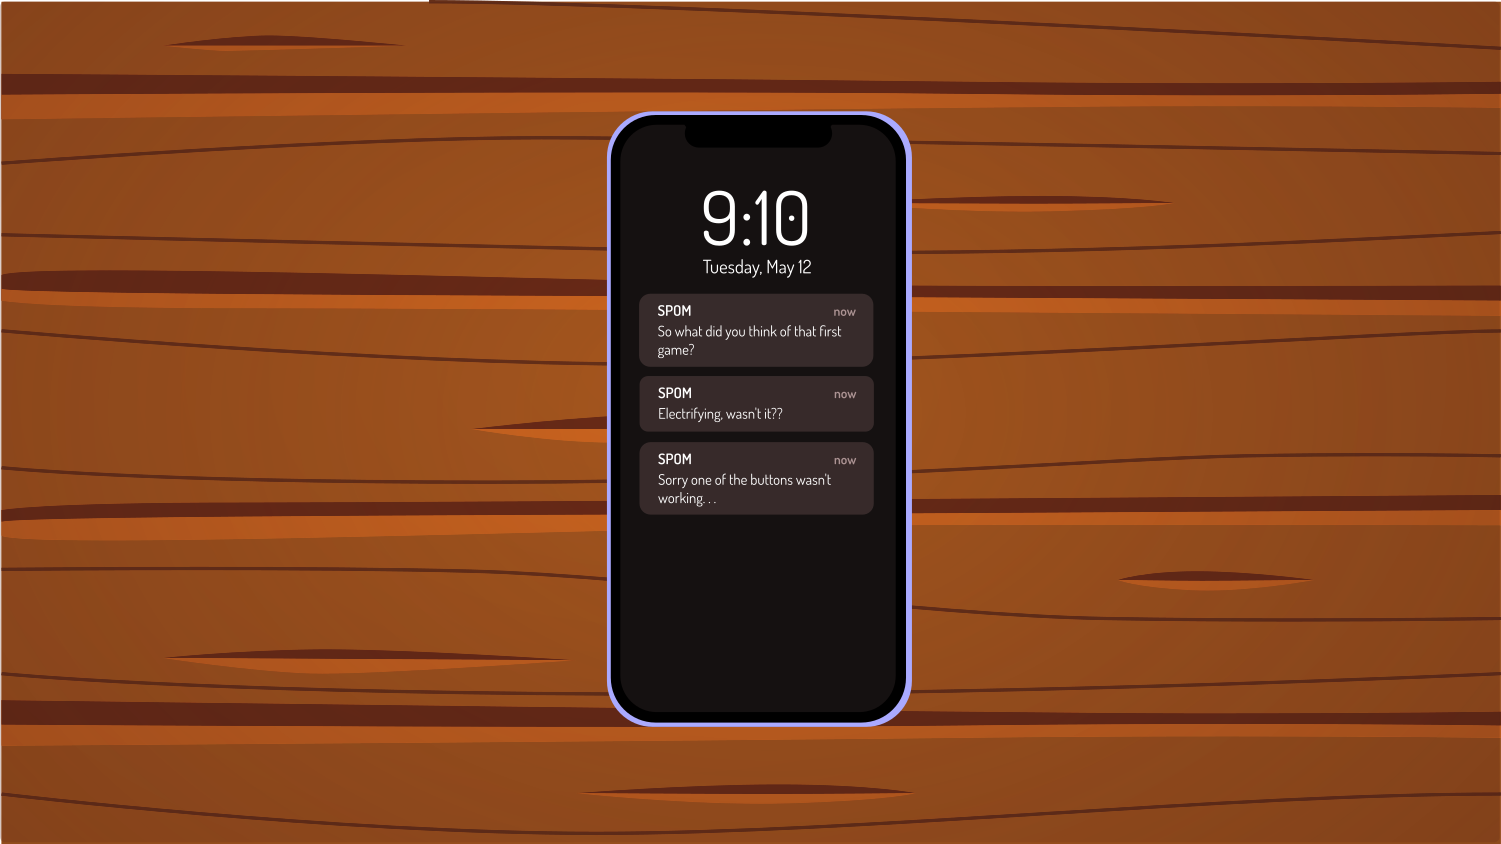 9:10
Tuesday, May 12
SPOM now
So what did you think of that first
game?
SPOM now
Electrifying, wasn't it??
SPOM now
Sorry one of the buttons wasn't
working. . .